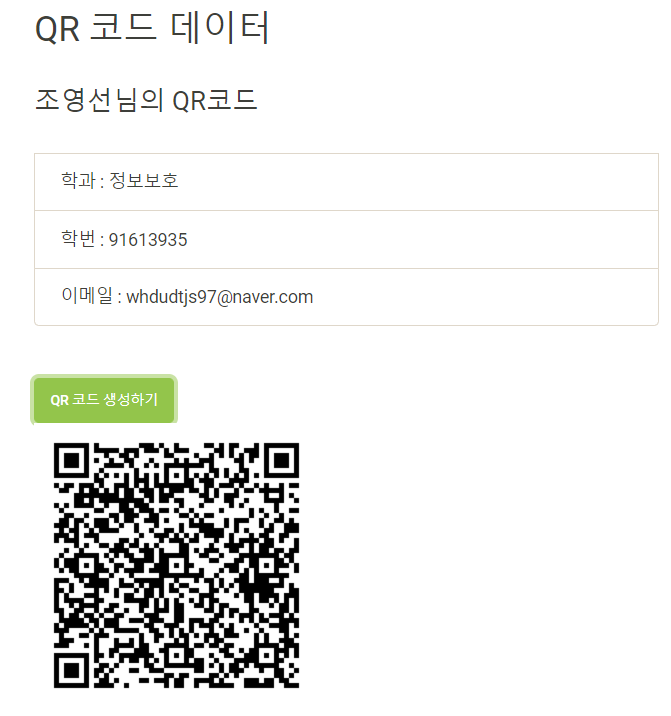 QR 코드 데이터
조영선님의 QR코드
학과 : 정보보호
학번 : 91613935
이메일 : whdudtjs97@naver.com
QR 코드 생성하기